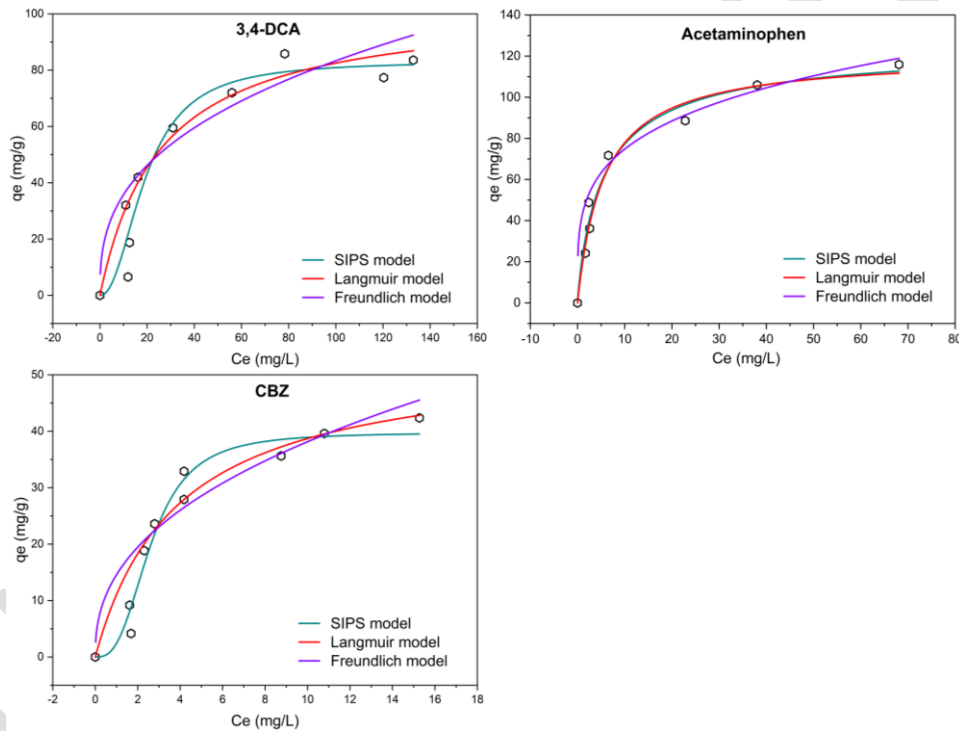 3,4-DCA
100
80
60
40
20
0
-20
-20 0 20 40 60 80 100 120 140 160
qe (mg/g)
Ce (mg/L)
SIPS model
Langmuir model
Freundlich model
Acetaminophen
140
120
100
80
60
40
20
0
-10 0 10 20 30 40 50 60 70 80
qe (mg/g)
Ce (mg/L)
SIPS model
Langmuir model
Freundlich model
CBZ
50
40
30
20
10
0
-2 0 2 4 6 8 10 12 14 16 18
qe (mg/g)
Ce (mg/L)
SIPS model
Langmuir model
Freundlich model